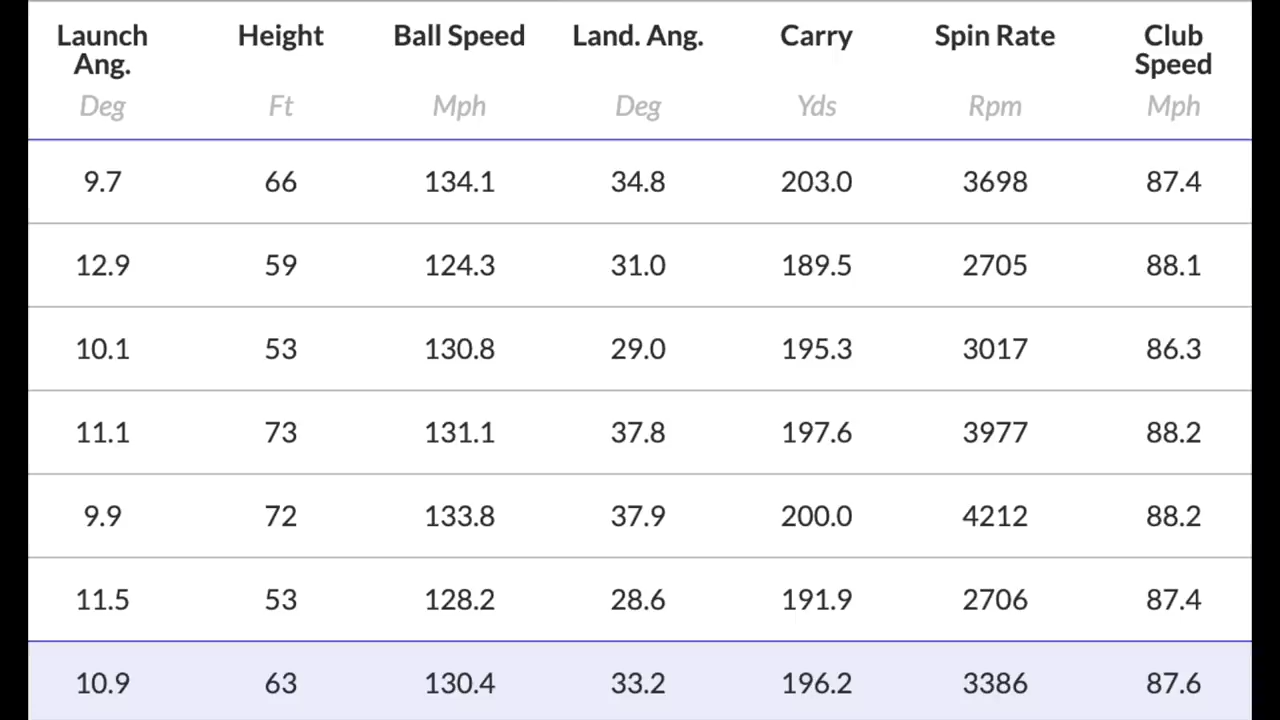 Launch Ang. Height Ball Speed Land. Ang. Carry Spin Rate Club Speed
Deg Ft Mph Deg Yds Rpm Mph
9.7 66 134.1 34.8 203.0 3698 87.4
12.9 59 124.3 31.0 189.5 2705 88.1
10.1 53 130.8 29.0 195.3 3017 86.3
11.1 73 131.1 37.8 197.6 3977 88.2
9.9 72 133.8 37.9 200.0 4212 88.2
11.5 53 128.2 28.6 191.9 2706 87.4
10.9 63 130.4 33.2 196.2 3386 87.6